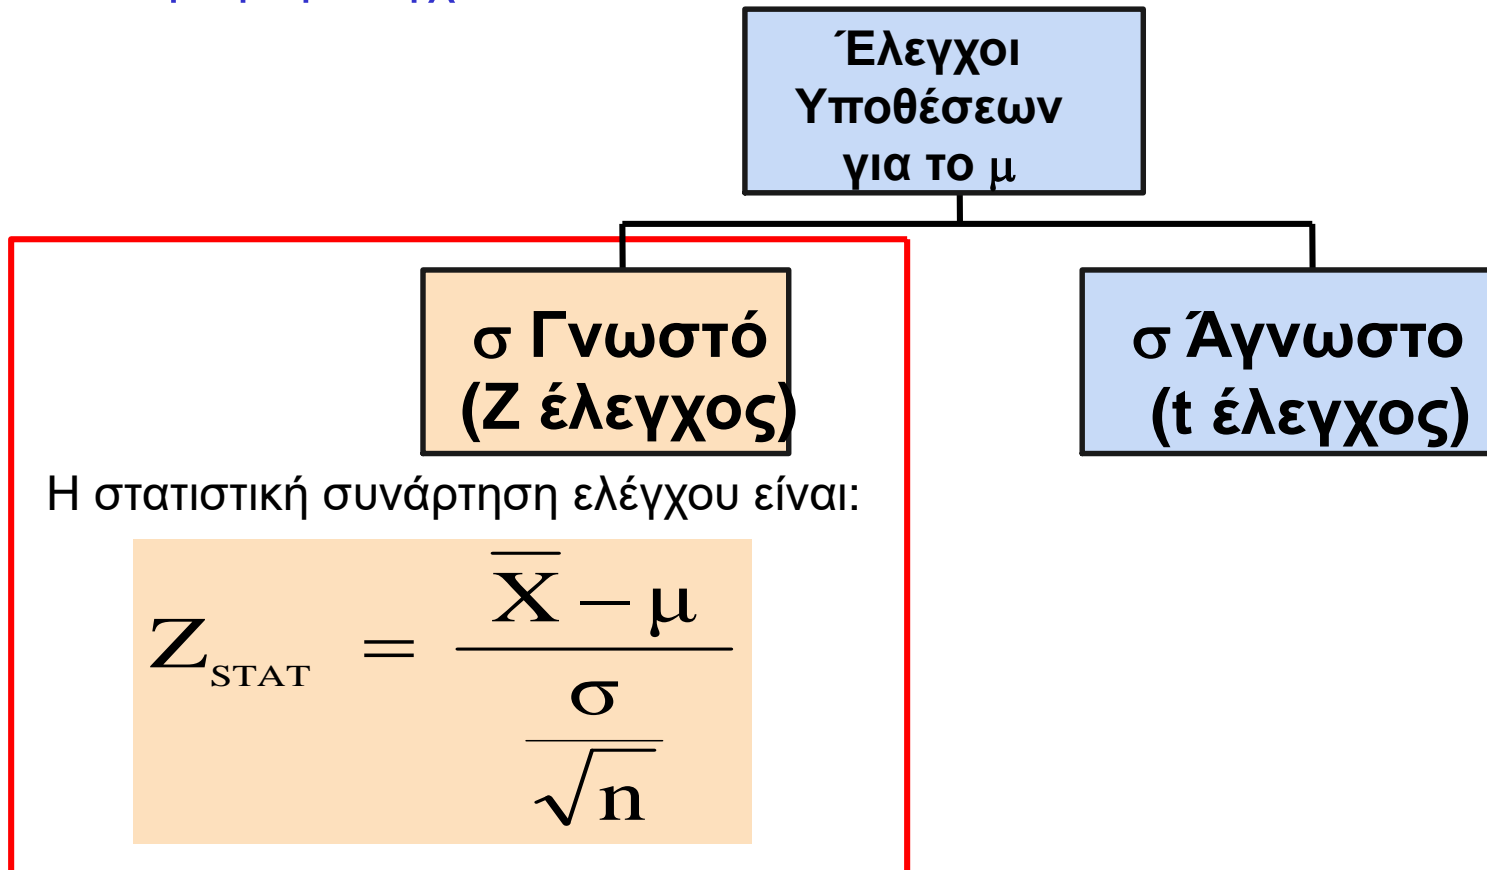 Έλεγχοι
Υποθέσεων
για το μ
σ Γνωστό
(Z έλεγχος)
σ Άγνωστο
(t έλεγχος)
Η στατιστική συνάρτηση ελέγχου είναι:
Z_STAT = (X̅ − μ) / (σ / √n)